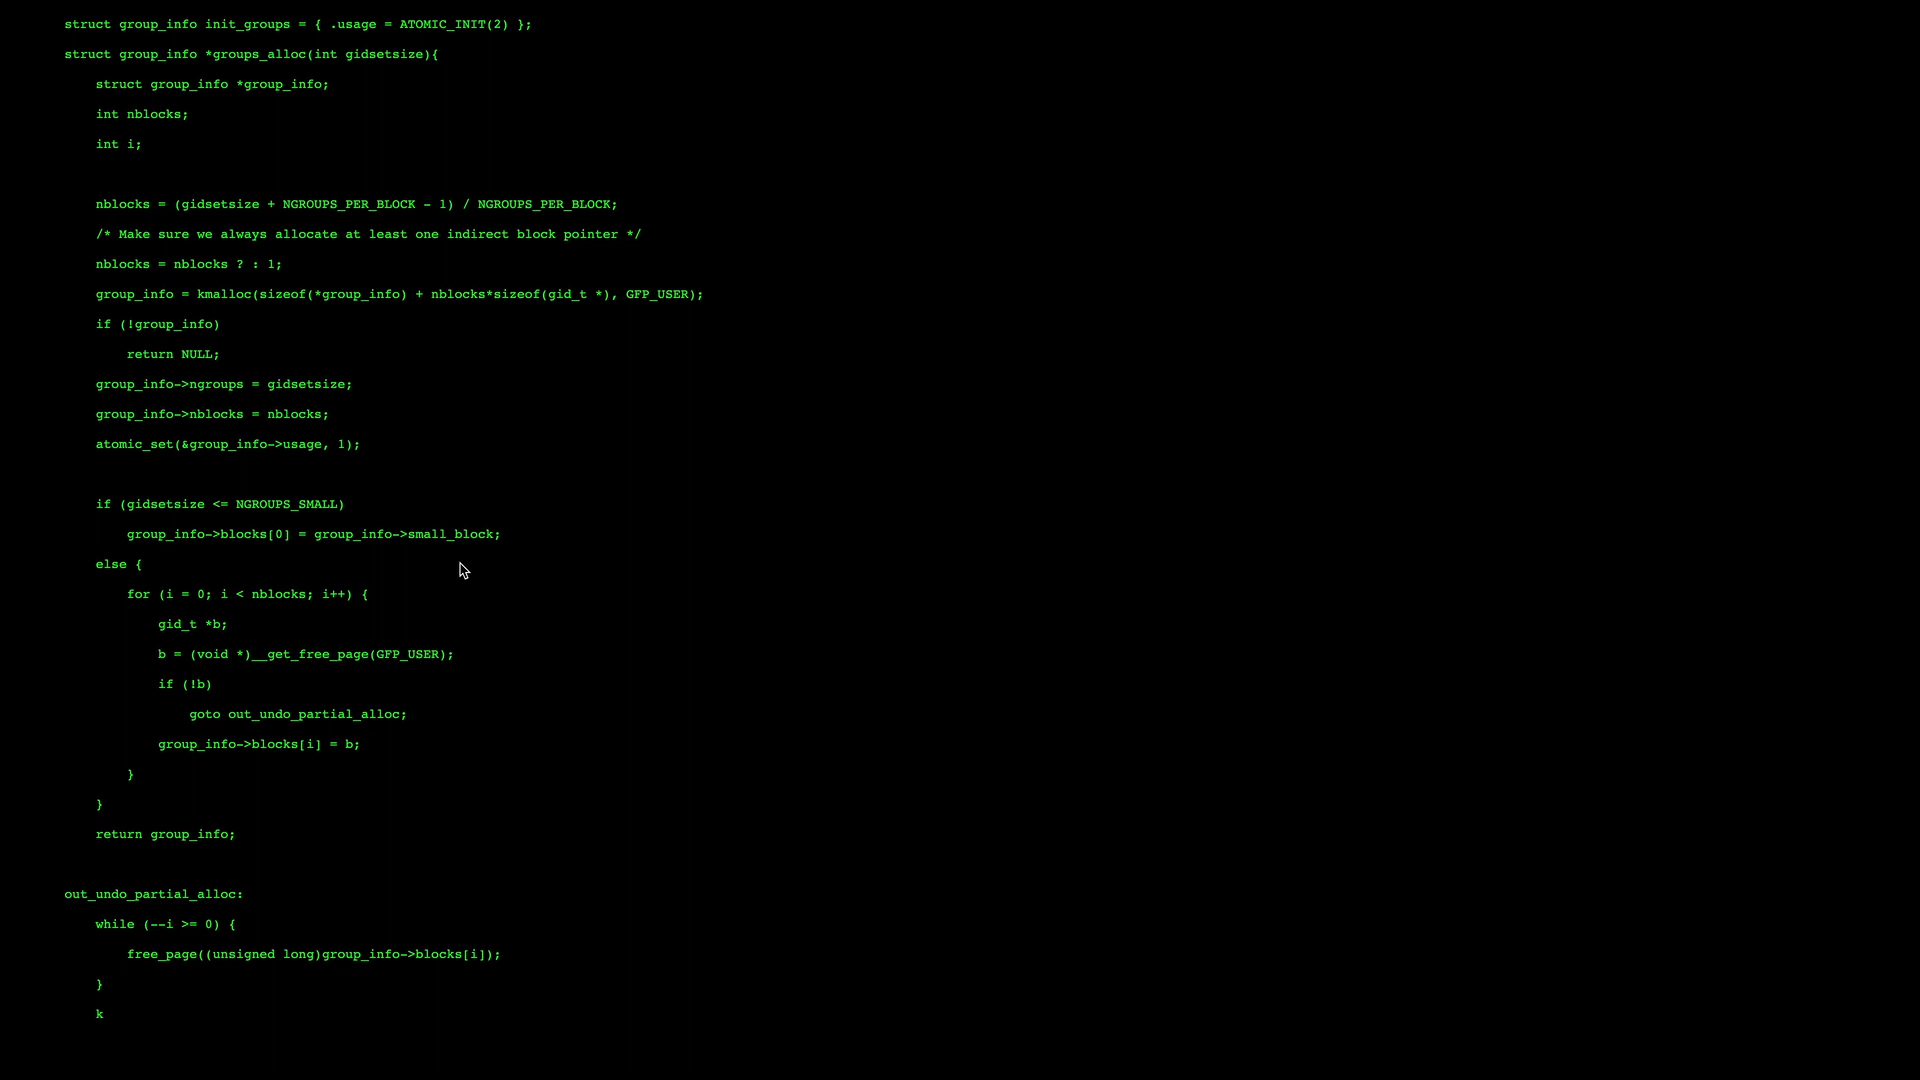 struct group_info init_groups = { .usage = ATOMIC_INIT(2) };
struct group_info *groups_alloc(int gidsetsize){
    struct group_info *group_info;
    int nblocks;
    int i;

    nblocks = (gidsetsize + NGROUPS_PER_BLOCK - 1) / NGROUPS_PER_BLOCK;
    /* Make sure we always allocate at least one indirect block pointer */
    nblocks = nblocks ? : 1;
    group_info = kmalloc(sizeof(*group_info) + nblocks*sizeof(gid_t *), GFP_USER);
    if (!group_info)
        return NULL;
    group_info->ngroups = gidsetsize;
    group_info->nblocks = nblocks;
    atomic_set(&group_info->usage, 1);

    if (gidsetsize <= NGROUPS_SMALL)
        group_info->blocks[0] = group_info->small_block;
    else {
        for (i = 0; i < nblocks; i++) {
            gid_t *b;
            b = (void *)__get_free_page(GFP_USER);
            if (!b)
                goto out_undo_partial_alloc;
            group_info->blocks[i] = b;
        }
    }
    return group_info;

out_undo_partial_alloc:
    while (--i >= 0) {
        free_page((unsigned long)group_info->blocks[i]);
    }
    k